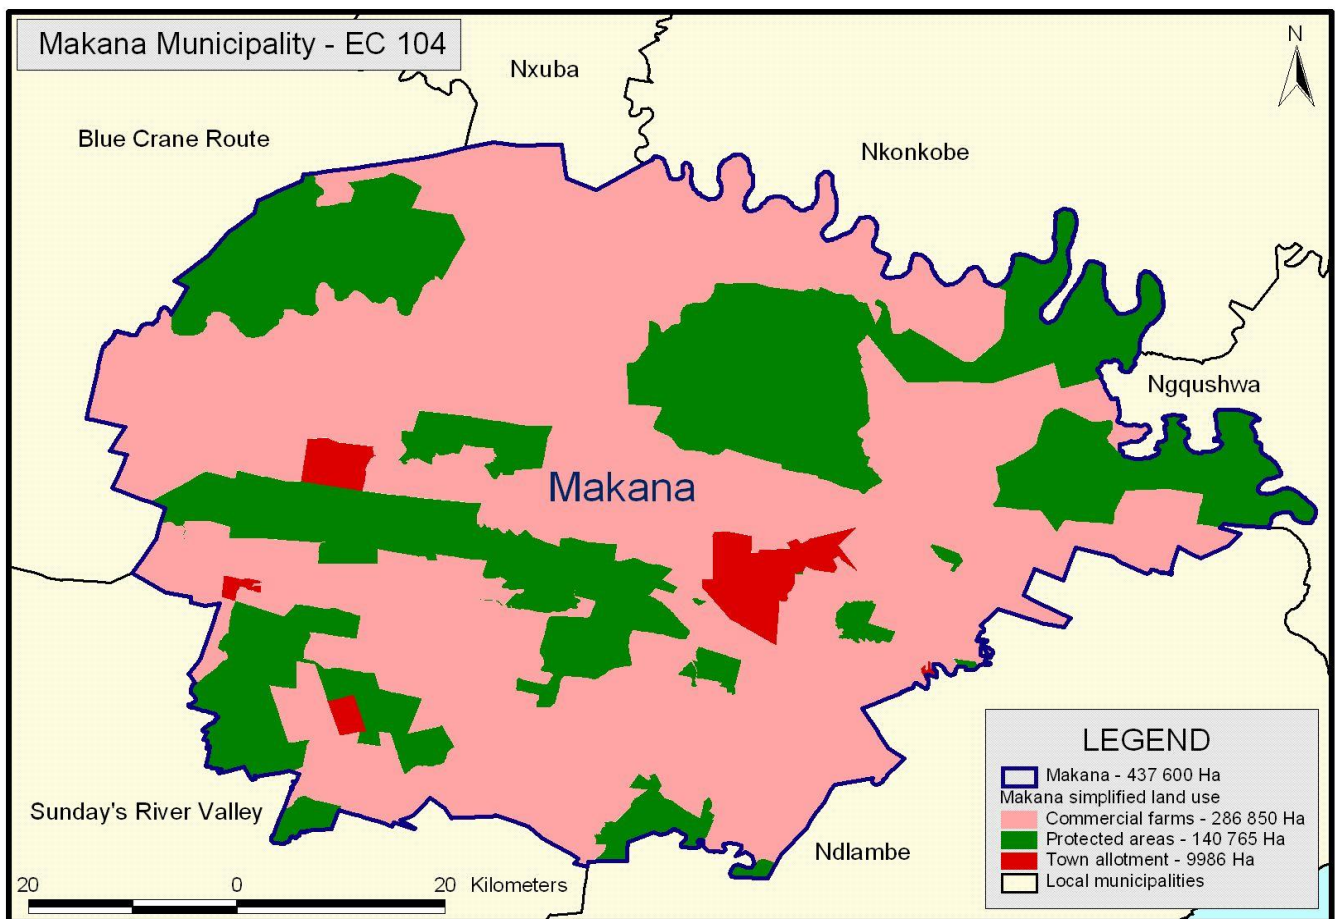 Makana Municipality - EC 104
N
Nxuba
Blue Crane Route
Nkonkobe
Ngqushwa
Makana
LEGEND
Makana - 437 600 Ha
Makana simplified land use
Commercial farms - 286 850 Ha
Protected areas - 140 765 Ha
Town allotment - 9986 Ha
Local municipalities
Sunday's River Valley
Ndlambe
20 0 20 Kilometers